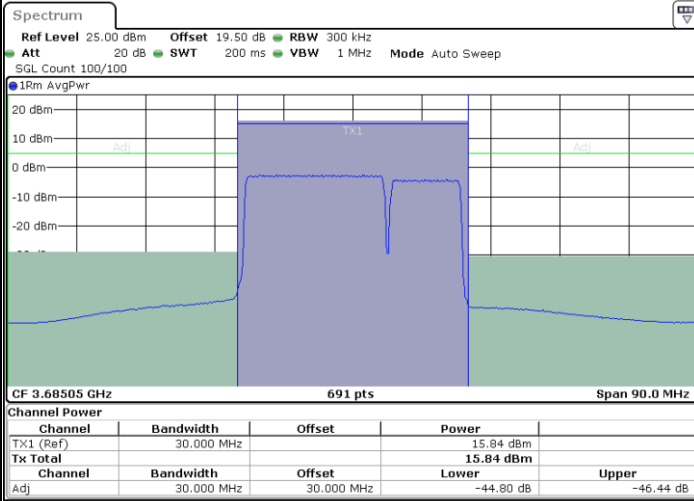 Spectrum
Ref Level 25.00 dBm Offset 19.50 dB RBW 300 kHz
Att 20 dB SWT 200 ms VBW 1 MHz Mode Auto Sweep
SGL Count 100/100
1Rm AvgPwr
20 dBm
TX1
10 dBm
Adj Adj
0 dBm
-10 dBm
-20 dBm
CF 3.68505 GHz 691 pts Span 90.0 MHz
Channel Power
Channel Bandwidth Offset Power
TX1 (Ref) 30.000 MHz 15.84 dBm
Tx Total 15.84 dBm
Channel Bandwidth Offset Lower Upper
Adj 30.000 MHz 30.000 MHz -44.80 dB -46.44 dB